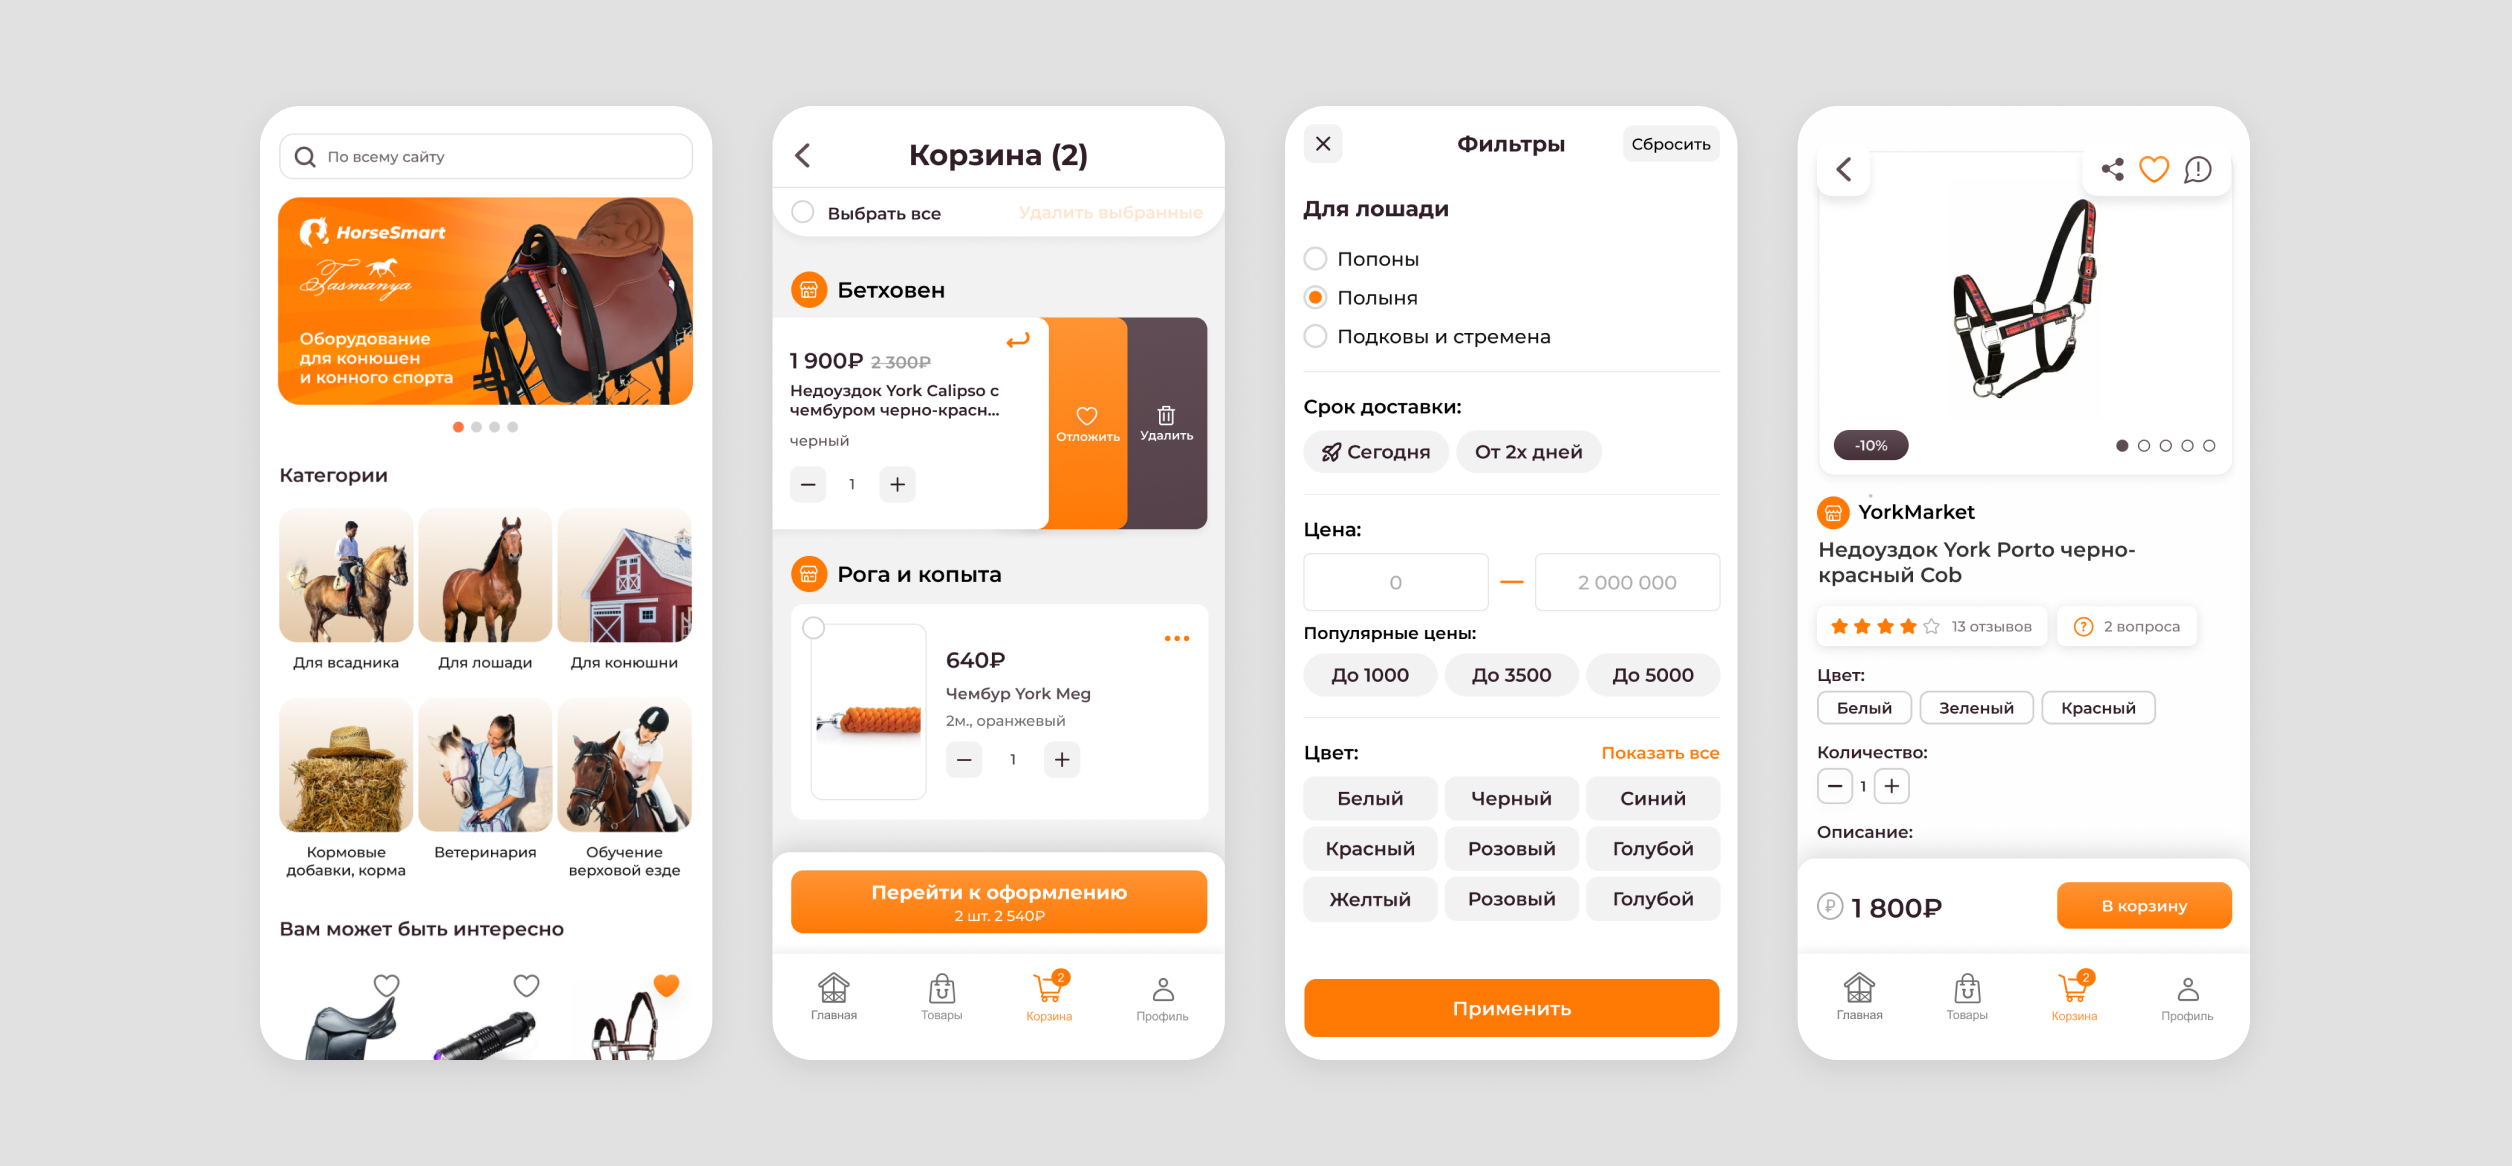 По всему сайту
HorseSmart
Tasmanya
Оборудование
для конюшен
и конного спорта
Категории
Для всадника
Для лошади
Для конюшни
Кормовые
добавки, корма
Ветеринария
Обучение
верховой езде
Вам может быть интересно
Корзина (2)
Выбрать все
Удалить выбранные
Бетховен
1 900₽ 2 300₽
Недоуздок York Calipso с
чембуром черно-красн...
черный
1
Отложить
Удалить
Рога и копыта
640₽
Чембур York Meg
2м., оранжевый
1
Перейти к оформлению
2 шт. 2 540₽
Главная
Товары
2
Корзина
Профиль
Фильтры
Сбросить
Для лошади
Попоны
Полыня
Подковы и стремена
Срок доставки:
Сегодня
От 2х дней
Цена:
0
2 000 000
Популярные цены:
До 1000
До 3500
До 5000
Цвет:
Показать все
Белый
Черный
Синий
Красный
Розовый
Голубой
Желтый
Розовый
Голубой
Применить
-10%
YorkMarket
Недоуздок York Porto черно-
красный Cob
13 отзывов
2 вопроса
Цвет:
Белый
Зеленый
Красный
Количество:
1
Описание:
₽ 1 800₽
В корзину
Главная
Товары
2
Корзина
Профиль